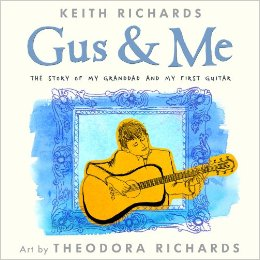 KEITH RICHARDS
Gus & Me
THE STORY OF MY GRANDDAD AND MY FIRST GUITAR
Art by THEODORA RICHARDS